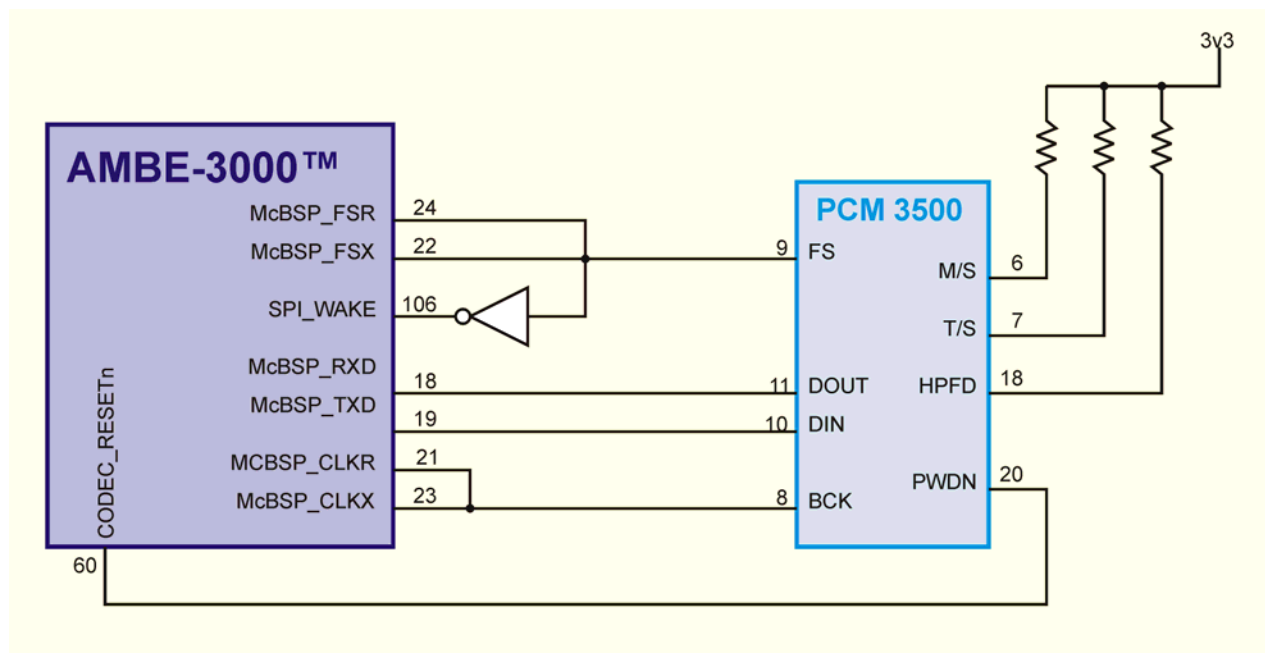 3v3
AMBE-3000™
McBSP_FSR 24
McBSP_FSX 22
SPI_WAKE 106
McBSP_RXD
18
McBSP_TXD
19
MCBSP_CLKR 21
McBSP_CLKX 23
CODEC_RESETn
60
PCM 3500
9 FS
M/S 6
T/S 7
11 DOUT
HPFD 18
10 DIN
PWDN 20
8 BCK